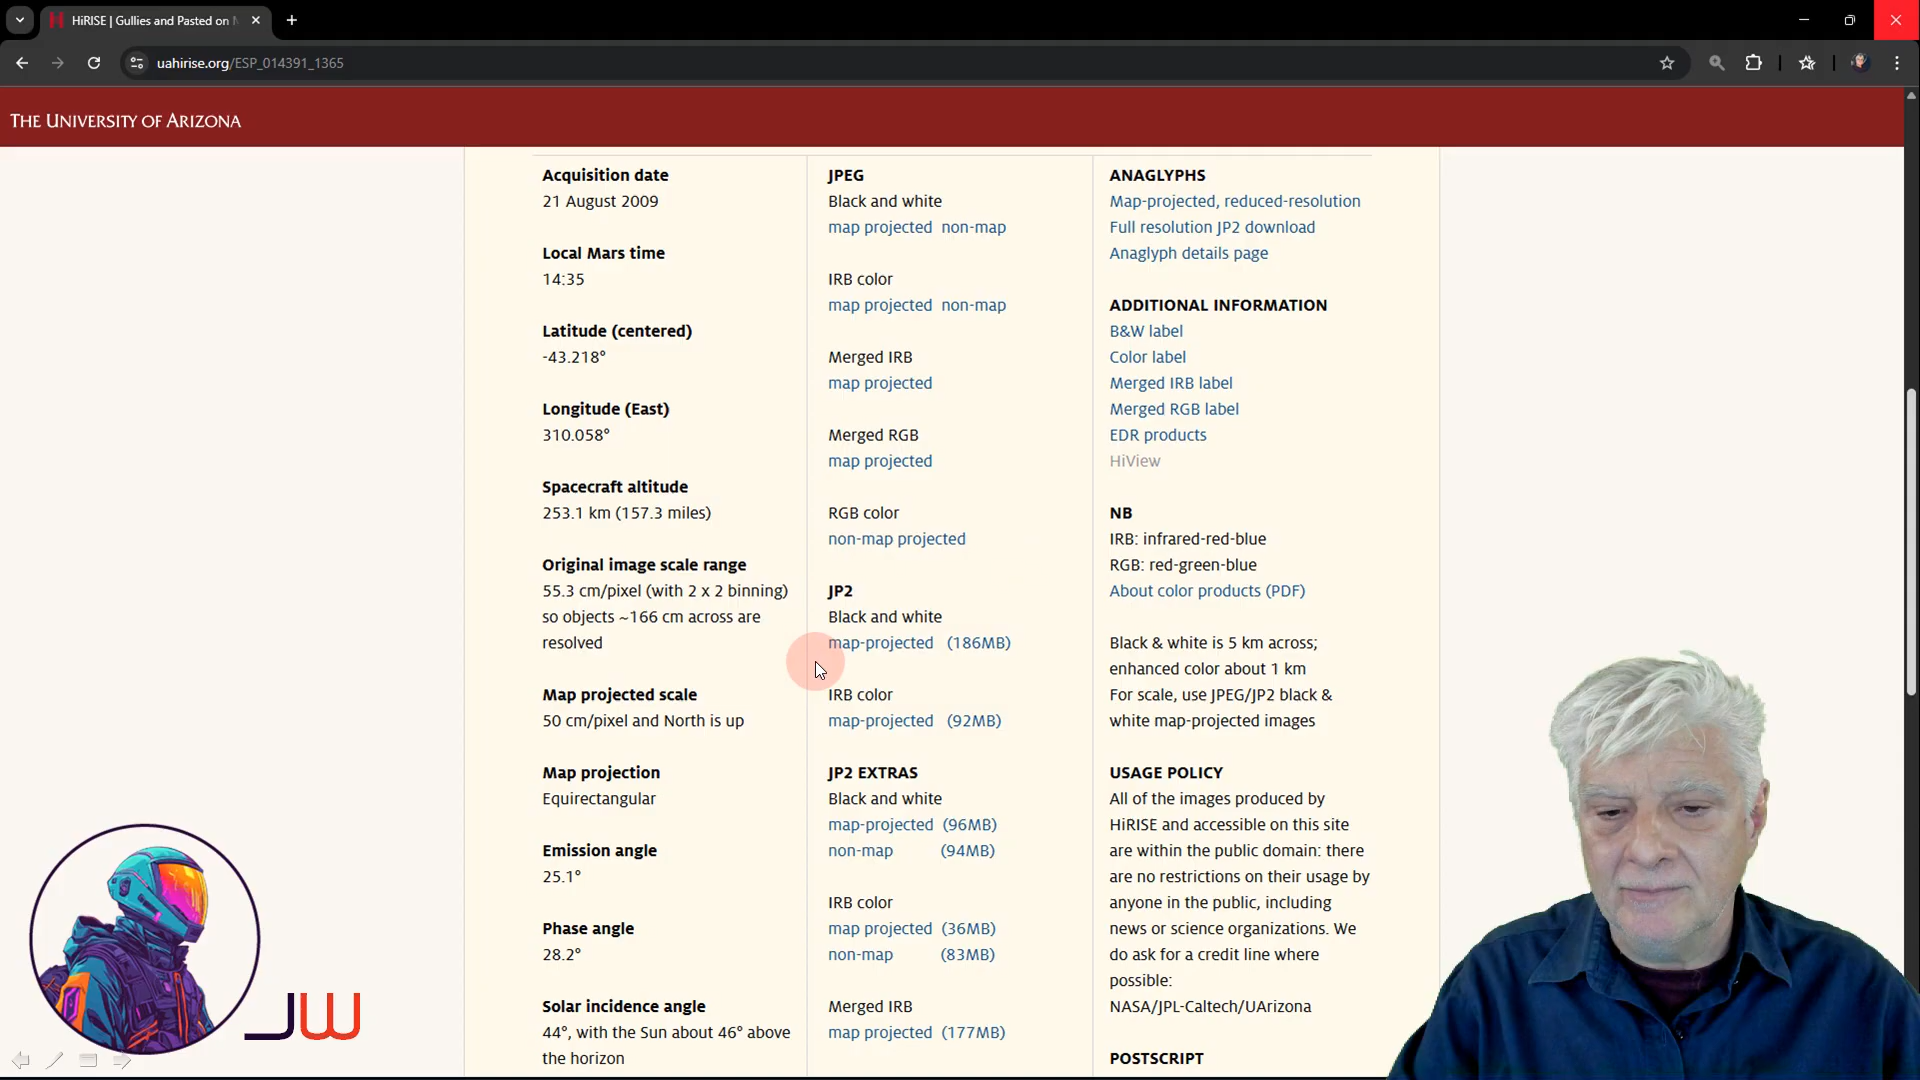 HiRISE | Gullies and Pasted on
uahirise.org/ESP_014391_1365
THE UNIVERSITY OF ARIZONA
Acquisition date
21 August 2009
Local Mars time
14:35
Latitude (centered)
-43.218°
Longitude (East)
310.058°
Spacecraft altitude
253.1 km (157.3 miles)
Original image scale range
55.3 cm/pixel (with 2 x 2 binning)
so objects ~166 cm across are
resolved
Map projected scale
50 cm/pixel and North is up
Map projection
Equirectangular
Emission angle
25.1°
Phase angle
28.2°
Solar incidence angle
44°, with the Sun about 46° above
the horizon
JPEG
Black and white
map projected non-map
IRB color
map projected non-map
Merged IRB
map projected
Merged RGB
map projected
RGB color
non-map projected
JP2
Black and white
map-projected (186MB)
IRB color
map-projected (92MB)
JP2 EXTRAS
Black and white
map-projected (96MB)
non-map (94MB)
IRB color
map projected (36MB)
non-map (83MB)
Merged IRB
map projected (177MB)
ANAGLYPHS
Map-projected, reduced-resolution
Full resolution JP2 download
Anaglyph details page
ADDITIONAL INFORMATION
B&W label
Color label
Merged IRB label
Merged RGB label
EDR products
HiView
NB
IRB: infrared-red-blue
RGB: red-green-blue
About color products (PDF)
Black & white is 5 km across;
enhanced color about 1 km
For scale, use JPEG/JP2 black &
white map-projected images
USAGE POLICY
All of the images produced by
HiRISE and accessible on this site
are within the public domain: there
are no restrictions on their usage by
anyone in the public, including
news or science organizations. We
do ask for a credit line where
possible:
NASA/JPL-Caltech/UArizona
POSTSCRIPT
JW